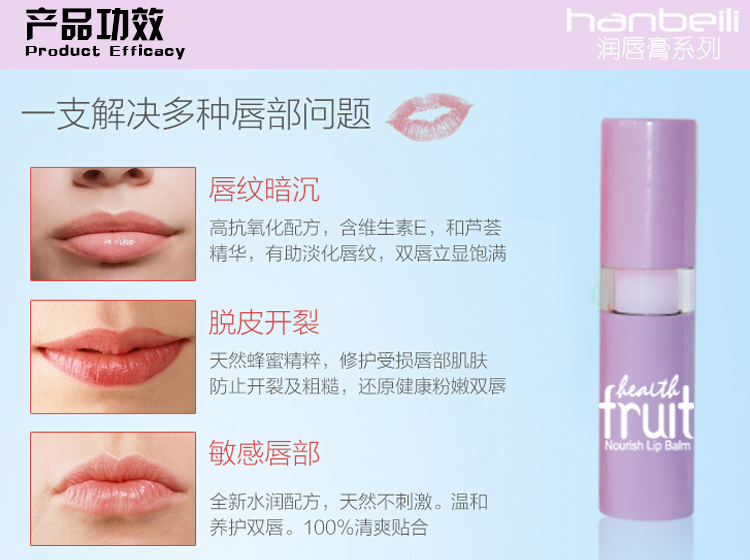 产品功效
Product Efficacy
hanbeili
润唇膏系列
一支解决多种唇部问题
唇纹暗沉
高抗氧化配方，含维生素E，和芦荟
精华，有助淡化唇纹，双唇立显饱满
脱皮开裂
天然蜂蜜精粹，修护受损唇部肌肤
防止开裂及粗糙，还原健康粉嫩双唇
敏感唇部
全新水润配方，天然不刺激。温和
养护双唇。100%清爽贴合
health
fruit
Nourish Lip Balm